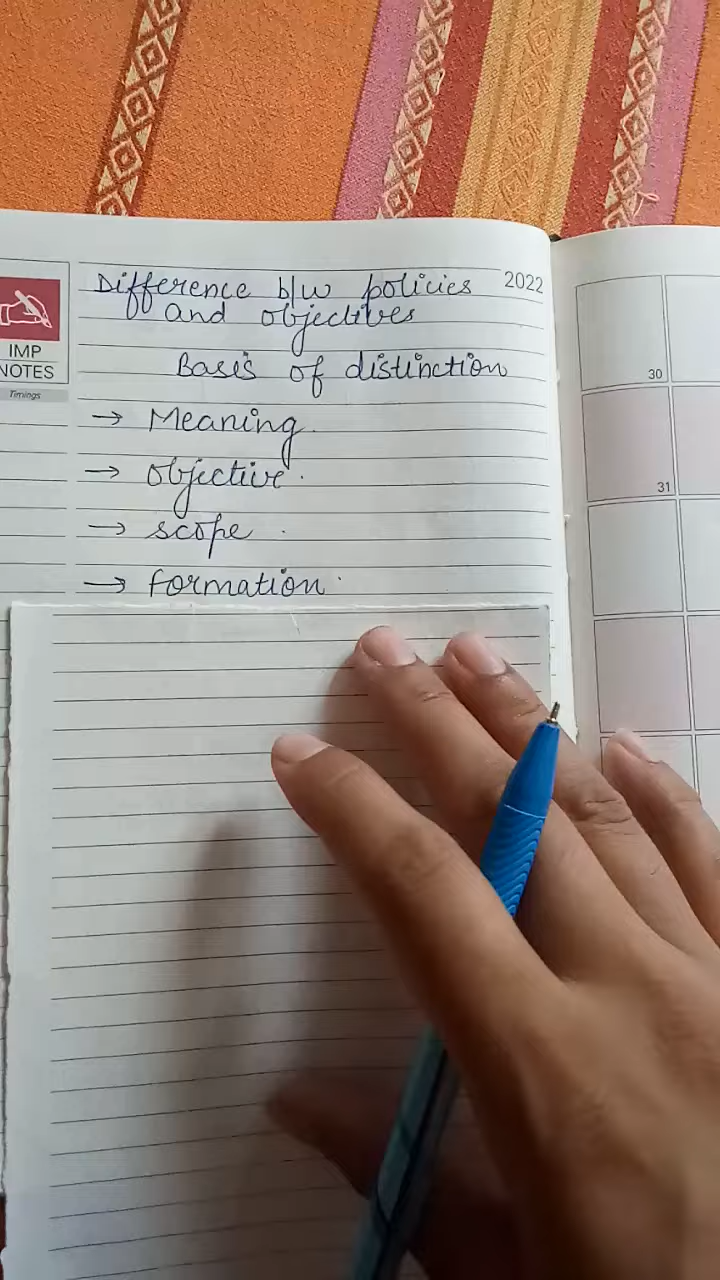 Difference b/w policies
and objectives
2022
IMP
NOTES
Timings
Basis of distinction
→ Meaning.
→ objective.
→ scope.
→ formation.
30
31